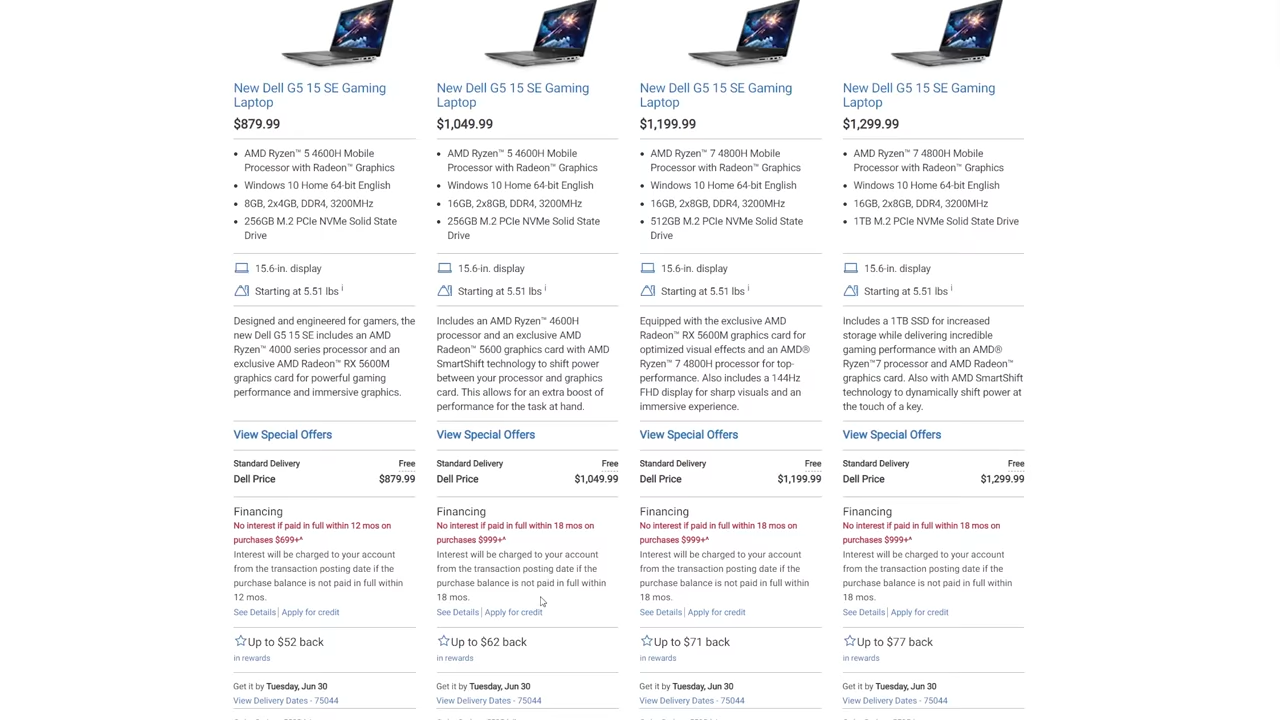 New Dell G5 15 SE Gaming
Laptop
$879.99
AMD Ryzen™ 5 4600H Mobile
Processor with Radeon™ Graphics
Windows 10 Home 64-bit English
8GB, 2x4GB, DDR4, 3200MHz
256GB M.2 PCIe NVMe Solid State
Drive
15.6-in. display
Starting at 5.51 lbs i
Designed and engineered for gamers, the
new Dell G5 15 SE includes an AMD
Ryzen™ 4000 series processor and an
exclusive AMD Radeon™ RX 5600M
graphics card for powerful gaming
performance and immersive graphics.
View Special Offers
Standard Delivery Free
Dell Price $879.99
Financing
No interest if paid in full within 12 mos on
purchases $699+^
Interest will be charged to your account
from the transaction posting date if the
purchase balance is not paid in full within
12 mos.
See Details | Apply for credit
Up to $52 back
in rewards
Get it by Tuesday, Jun 30
View Delivery Dates - 75044
New Dell G5 15 SE Gaming
Laptop
$1,049.99
AMD Ryzen™ 5 4600H Mobile
Processor with Radeon™ Graphics
Windows 10 Home 64-bit English
16GB, 2x8GB, DDR4, 3200MHz
256GB M.2 PCIe NVMe Solid State
Drive
15.6-in. display
Starting at 5.51 lbs i
Includes an AMD Ryzen™ 4600H
processor and an exclusive AMD
Radeon™ 5600 graphics card with AMD
SmartShift technology to shift power
between your processor and graphics
card. This allows for an extra boost of
performance for the task at hand.
View Special Offers
Standard Delivery Free
Dell Price $1,049.99
Financing
No interest if paid in full within 18 mos on
purchases $999+^
Interest will be charged to your account
from the transaction posting date if the
purchase balance is not paid in full within
18 mos.
See Details | Apply for credit
Up to $62 back
in rewards
Get it by Tuesday, Jun 30
View Delivery Dates - 75044
New Dell G5 15 SE Gaming
Laptop
$1,199.99
AMD Ryzen™ 7 4800H Mobile
Processor with Radeon™ Graphics
Windows 10 Home 64-bit English
16GB, 2x8GB, DDR4, 3200MHz
512GB M.2 PCIe NVMe Solid State
Drive
15.6-in. display
Starting at 5.51 lbs i
Equipped with the exclusive AMD
Radeon™ RX 5600M graphics card for
optimized visual effects and an AMD®
Ryzen™ 7 4800H processor for top-
performance. Also includes a 144Hz
FHD display for sharp visuals and an
immersive experience.
View Special Offers
Standard Delivery Free
Dell Price $1,199.99
Financing
No interest if paid in full within 18 mos on
purchases $999+^
Interest will be charged to your account
from the transaction posting date if the
purchase balance is not paid in full within
18 mos.
See Details | Apply for credit
Up to $71 back
in rewards
Get it by Tuesday, Jun 30
View Delivery Dates - 75044
New Dell G5 15 SE Gaming
Laptop
$1,299.99
AMD Ryzen™ 7 4800H Mobile
Processor with Radeon™ Graphics
Windows 10 Home 64-bit English
16GB, 2x8GB, DDR4, 3200MHz
1TB M.2 PCIe NVMe Solid State Drive
15.6-in. display
Starting at 5.51 lbs i
Includes a 1TB SSD for increased
storage while delivering incredible
gaming performance with an AMD®
Ryzen™7 processor and AMD Radeon™
graphics card. Also with AMD SmartShift
technology to dynamically shift power at
the touch of a key.
View Special Offers
Standard Delivery Free
Dell Price $1,299.99
Financing
No interest if paid in full within 18 mos on
purchases $999+^
Interest will be charged to your account
from the transaction posting date if the
purchase balance is not paid in full within
18 mos.
See Details | Apply for credit
Up to $77 back
in rewards
Get it by Tuesday, Jun 30
View Delivery Dates - 75044